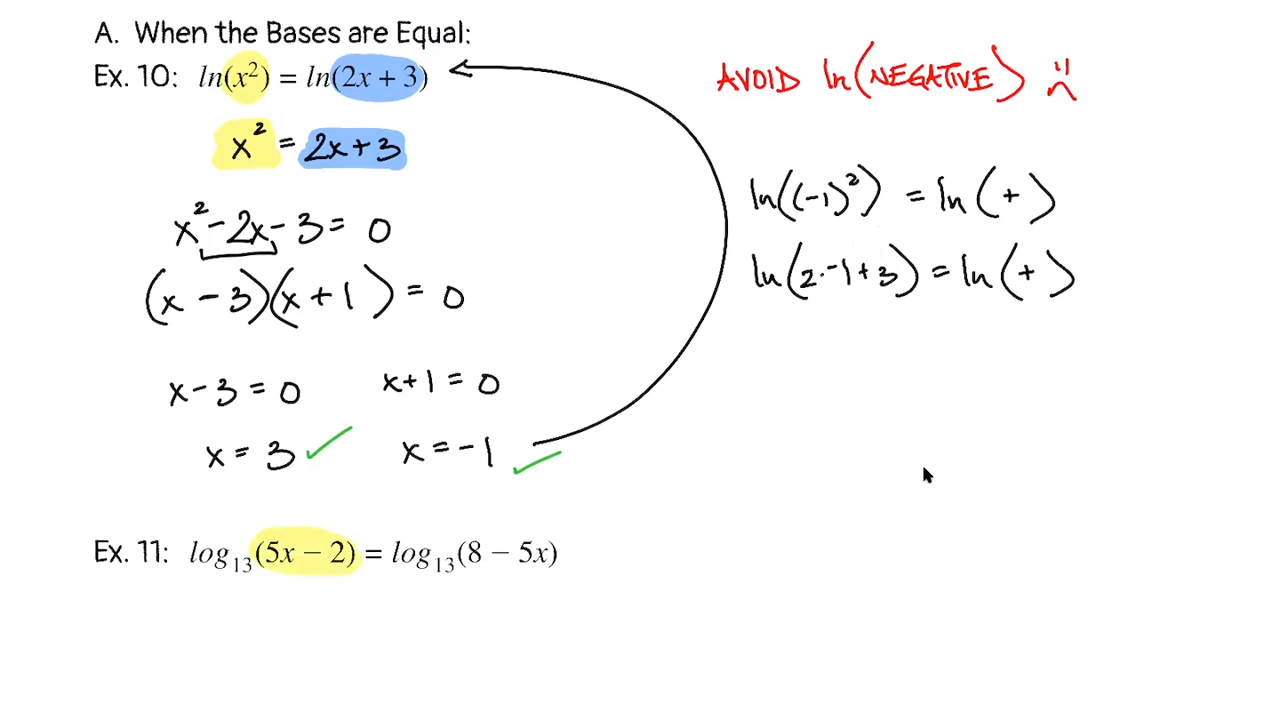 A. When the Bases are Equal:
Ex. 10: ln(x²) = ln(2x + 3)
AVOID ln(NEGATIVE)
x² = 2x+3
x² - 2x - 3 = 0
(x - 3)(x + 1) = 0
x - 3 = 0 x+1 = 0
x = 3 ✓ x = -1 ✓
ln((-1)²) = ln(+)
ln(2·-1+3) = ln(+)
Ex. 11: log₁₃(5x − 2) = log₁₃(8 − 5x)